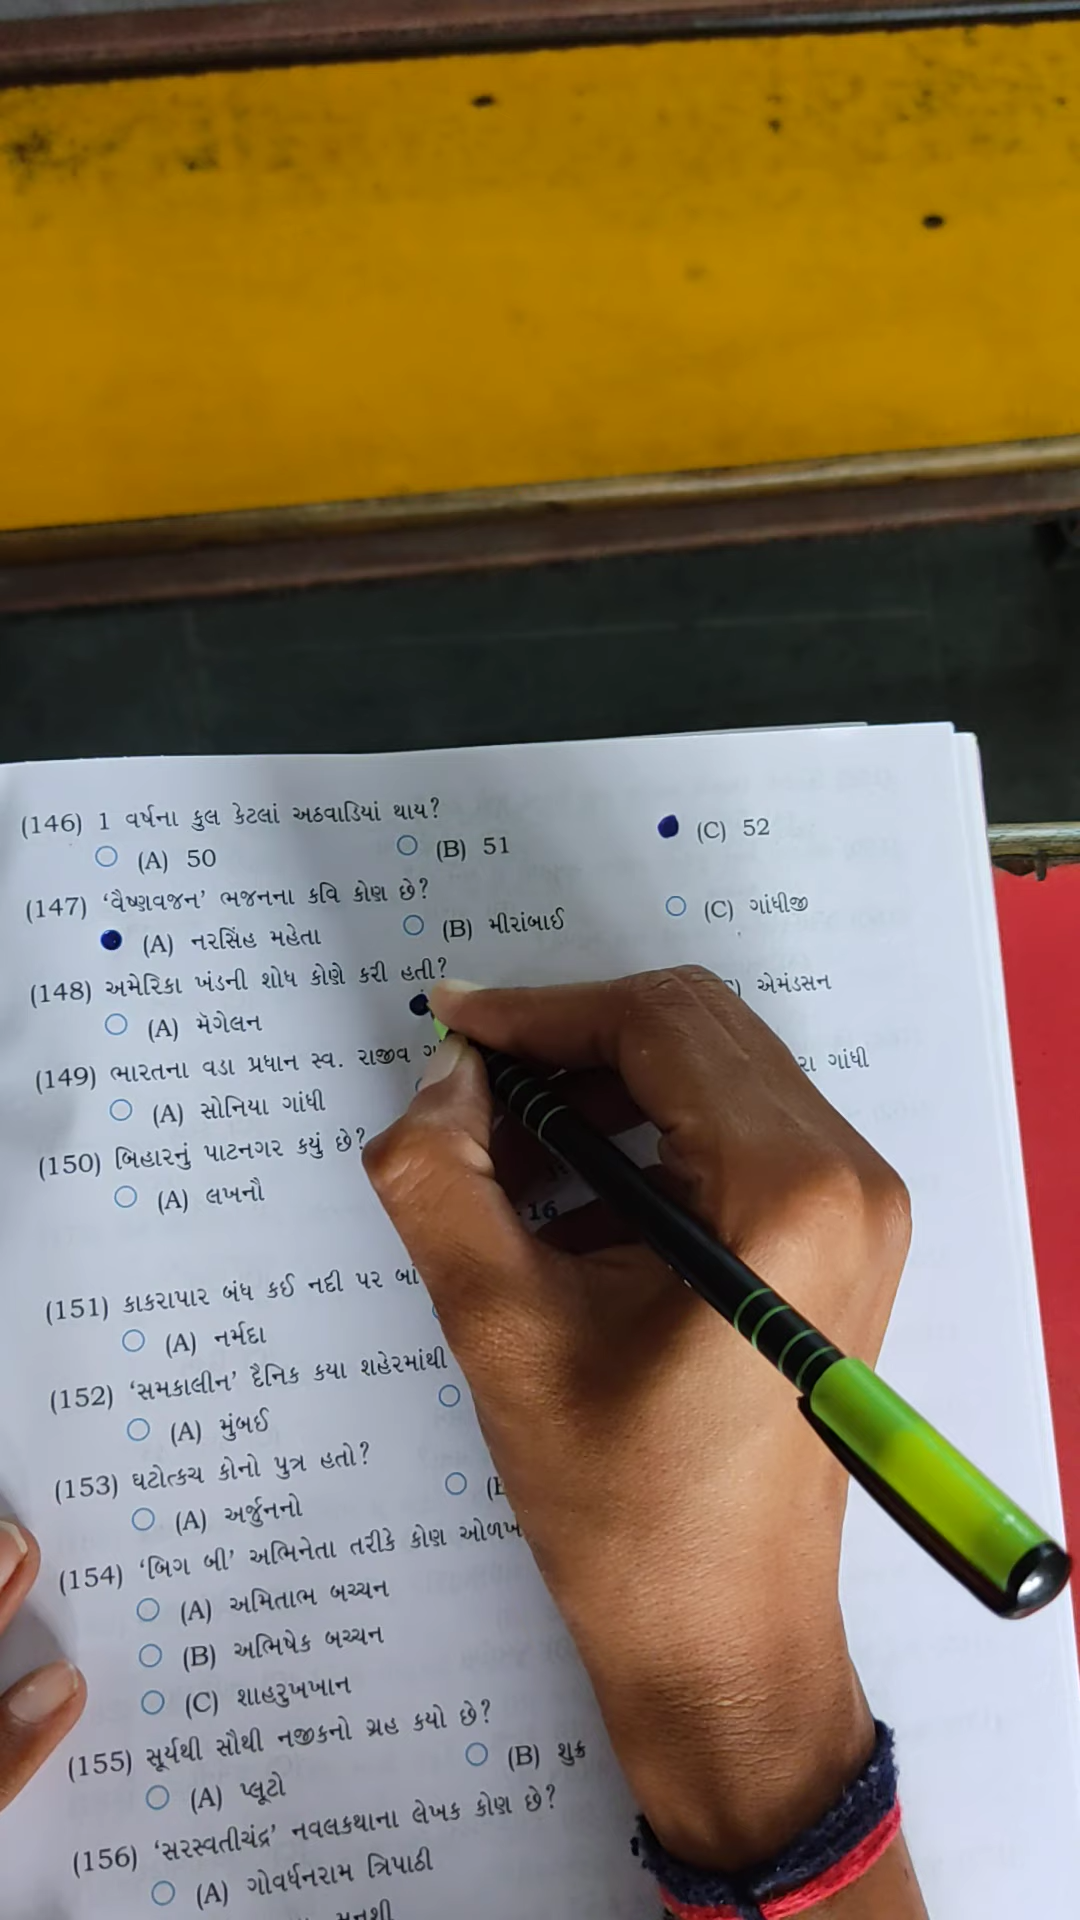 (146) 1 વર્ષના કુલ કેટલાં અઠવાડિયાં થાય?
(A) 50 (B) 51 (C) 52
(147) ‘વૈષ્ણવજન’ ભજનના કવિ કોણ છે?
(A) નરસિંહ મહેતા (B) મીરાંબાઈ (C) ગાંધીજી
(148) અમેરિકા ખંડની શોધ કોણે કરી હતી?
(A) મૅગેલન ) એમંડસન
(149) ભારતના વડા પ્રધાન સ્વ. રાજીવ
(A) સોનિયા ગાંધી રા ગાંધી
(150) બિહારનું પાટનગર કયું છે?
(A) લખનૌ
16
(151) કાકરાપાર બંધ કઈ નદી પર
(A) નર્મદા
(152) ‘સમકાલીન’ દૈનિક કયા શહેરમાંથી
(A) મુંબઈ
(153) ઘટોત્કચ કોનો પુત્ર હતો?
(A) અર્જુનનો
(154) ‘બિગ બી’ અભિનેતા તરીકે કોણ
(A) અમિતાભ બચ્ચન
(B) અભિષેક બચ્ચન
(C) શાહરુખખાન
(155) સૂર્યથી સૌથી નજીકનો ગ્રહ કયો છે?
(A) પ્લૂટો (B) શુક્ર
(156) ‘સરસ્વતીચંદ્ર’ નવલકથાના લેખક કોણ છે?
(A) ગોવર્ધનરામ ત્રિપાઠી